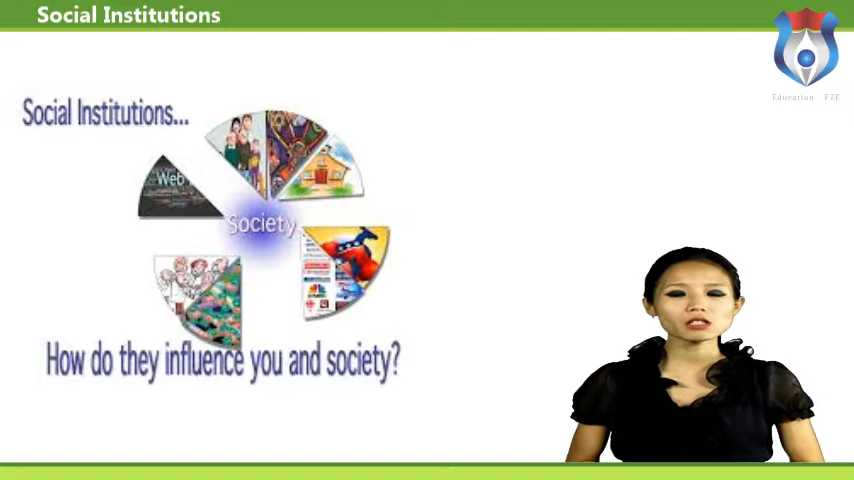 Social Institutions
Education FZE
Social Institutions...
Web
Society
How do they influence you and society?